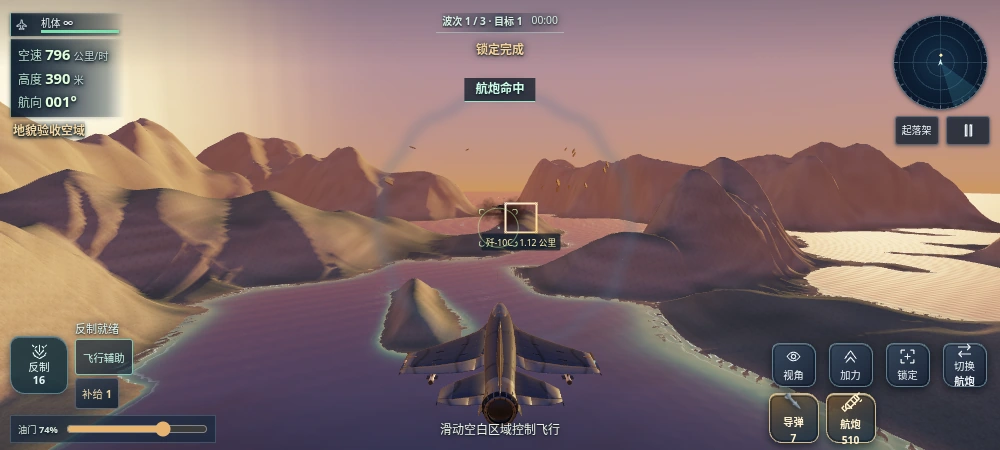 机体 ∞
空速 796 公里/时
高度 390 米
航向 001°
地貌验收空域
波次 1 / 3 · 目标 1 00:00
锁定完成
航炮命中
起落架
歼-10C 1.12 公里
反制就绪
反制
16
飞行辅助
补给 1
油门 74%
滑动空白区域控制飞行
视角
加力
锁定
切换
航炮
导弹
7
航炮
510